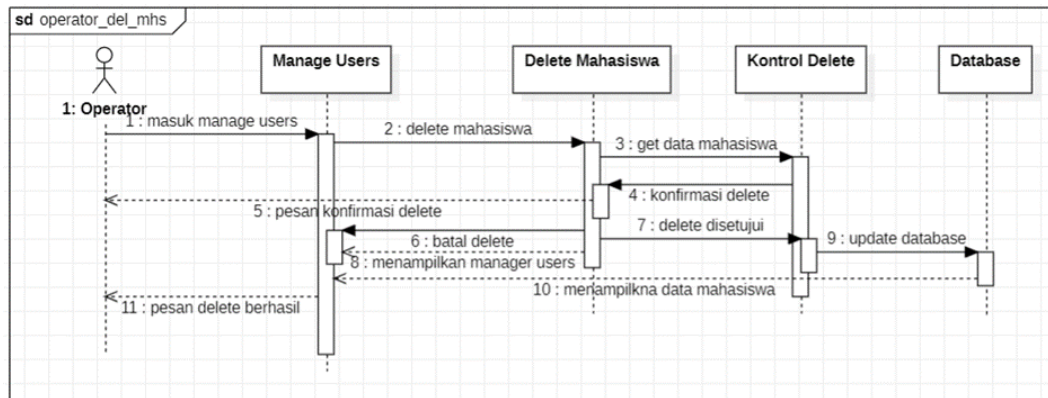 sd operator_del_mhs
Manage Users
Delete Mahasiswa
Kontrol Delete
Database
1: Operator
1 : masuk manage users
2 : delete mahasiswa
3 : get data mahasiswa
4 : konfirmasi delete
5 : pesan konfirmasi delete
6 : batal delete
7 : delete disetujui
8 : menampilkan manager users
9 : update database
10 : menampilkna data mahasiswa
11 : pesan delete berhasil